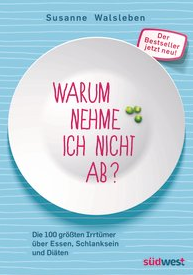 Susanne Walsleben
Der
Bestseller
jetzt neu!
WARUM
NEHME
ICH NICHT
AB?
Die 100 größten Irrtümer
über Essen, Schlanksein
und Diäten
südwest